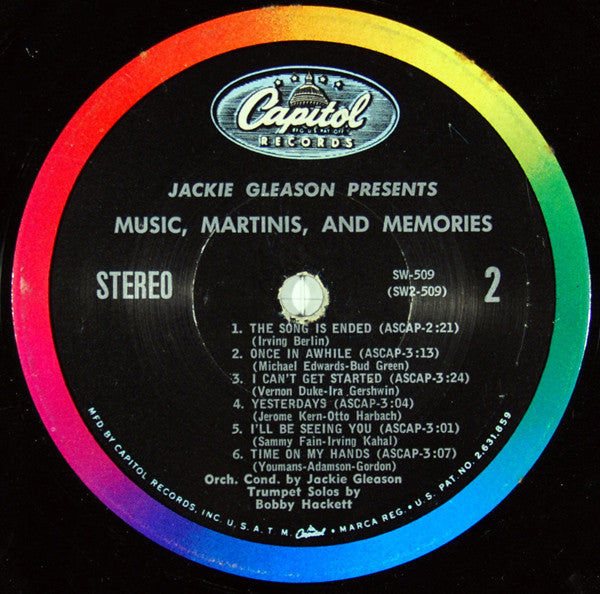 Capitol
REG. U.S. PAT. OFF.
RECORDS
JACKIE GLEASON PRESENTS
MUSIC, MARTINIS, AND MEMORIES
STEREO
SW-509
(SW2-509)
2
1. THE SONG IS ENDED (ASCAP-2:21)
(Irving Berlin)
2. ONCE IN AWHILE (ASCAP-3:13)
(Michael Edwards-Bud Green)
3. I CAN'T GET STARTED (ASCAP-3:24)
(Vernon Duke-Ira Gershwin)
4. YESTERDAYS (ASCAP-3:04)
(Jerome Kern-Otto Harbach)
5. I'LL BE SEEING YOU (ASCAP-3:01)
(Sammy Fain-Irving Kahal)
6. TIME ON MY HANDS (ASCAP-3:07)
(Youmans-Adamson-Gordon)
Orch. Cond. by Jackie Gleason
Trumpet Solos by
Bobby Hackett
MFD. BY CAPITOL RECORDS, INC. U.S.A. T.M. Capitol • MARCA REG. • U.S. PAT. NO. 2,631,859